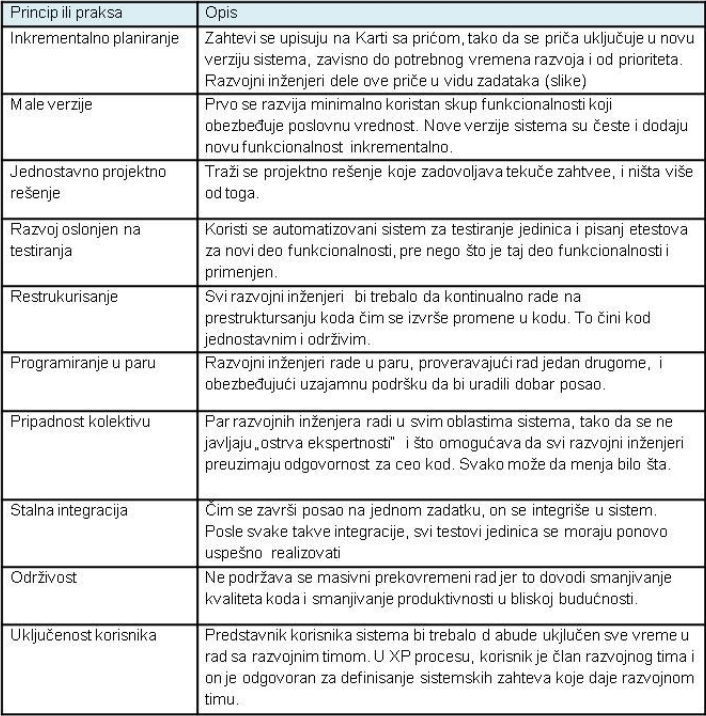 Princip ili praksa
Opis
Inkrementalno planiranje
Zahtevi se upisuju na Karti sa prićom, tako da se priča uključuje u novu
verziju sistema, zavisno do potrebnog vremena razvoja i od prioriteta.
Razvojni inženjeri dele ove priče u vidu zadataka (slike)
Male verzije
Prvo se razvija minimalno koristan skup funkcionalnosti koji
obezbeđuje poslovnu vrednost. Nove verzije sistema su česte i dodaju
novu funkcionalnost inkrementalno.
Jednostavno projektno
rešenje
Traži se projektno rešenje koje zadovoljava tekuče zahtvee, i ništa više
od toga.
Razvoj oslonjen na
testiranja
Koristi se automatizovani sistem za testiranje jedinica i pisanj etestova
za novi deo funkcionalnosti, pre nego što je taj deo funkcionalnosti i
primenjen.
Restrukurisanje
Svi razvojni inženjeri bi trebalo da kontinualno rade na
prestruktursanju koda čim se izvrše promene u kodu. To čini kod
jednostavnim i održivim.
Programiranje u paru
Razvojni inženjeri rade u paru, proveravajući rad jedan drugome, i
obezbeđujući uzajamnu podršku da bi uradili dobar posao.
Pripadnost kolektivu
Par razvojnih inženjera radi u svim oblastima sistema, tako da se ne
javljaju „ostrva ekspertnosti“ i što omogućava da svi razvojni inženjeri
preuzimaju odgovornost za ceo kod. Svako može da menja bilo šta.
Stalna integracija
Čim se završi posao na jednom zadatku, on se integriše u sistem.
Posle svake takve integracije, svi testovi jedinica se moraju ponovo
uspešno realizovati
Održivost
Ne podržava se masivni prekovremeni rad jer to dovodi smanjivanje
kvaliteta koda i smanjivanje produktivnosti u bliskoj budućnosti.
Uključenost korisnika
Predstavnik korisnika sistema bi trebalo d abude ukjlučen sve vreme u
rad sa razvojnim timom. U XP procesu, korisnik je član razvojnog tima i
on je odgovoran za definisanje sistemskih zahteva koje daje razvojnom
timu.